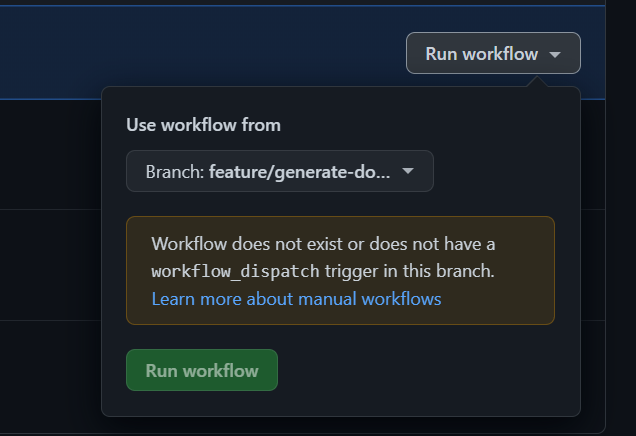 Run workflow
Use workflow from
Branch: feature/generate-do...
Workflow does not exist or does not have a
workflow_dispatch trigger in this branch.
Learn more about manual workflows
Run workflow